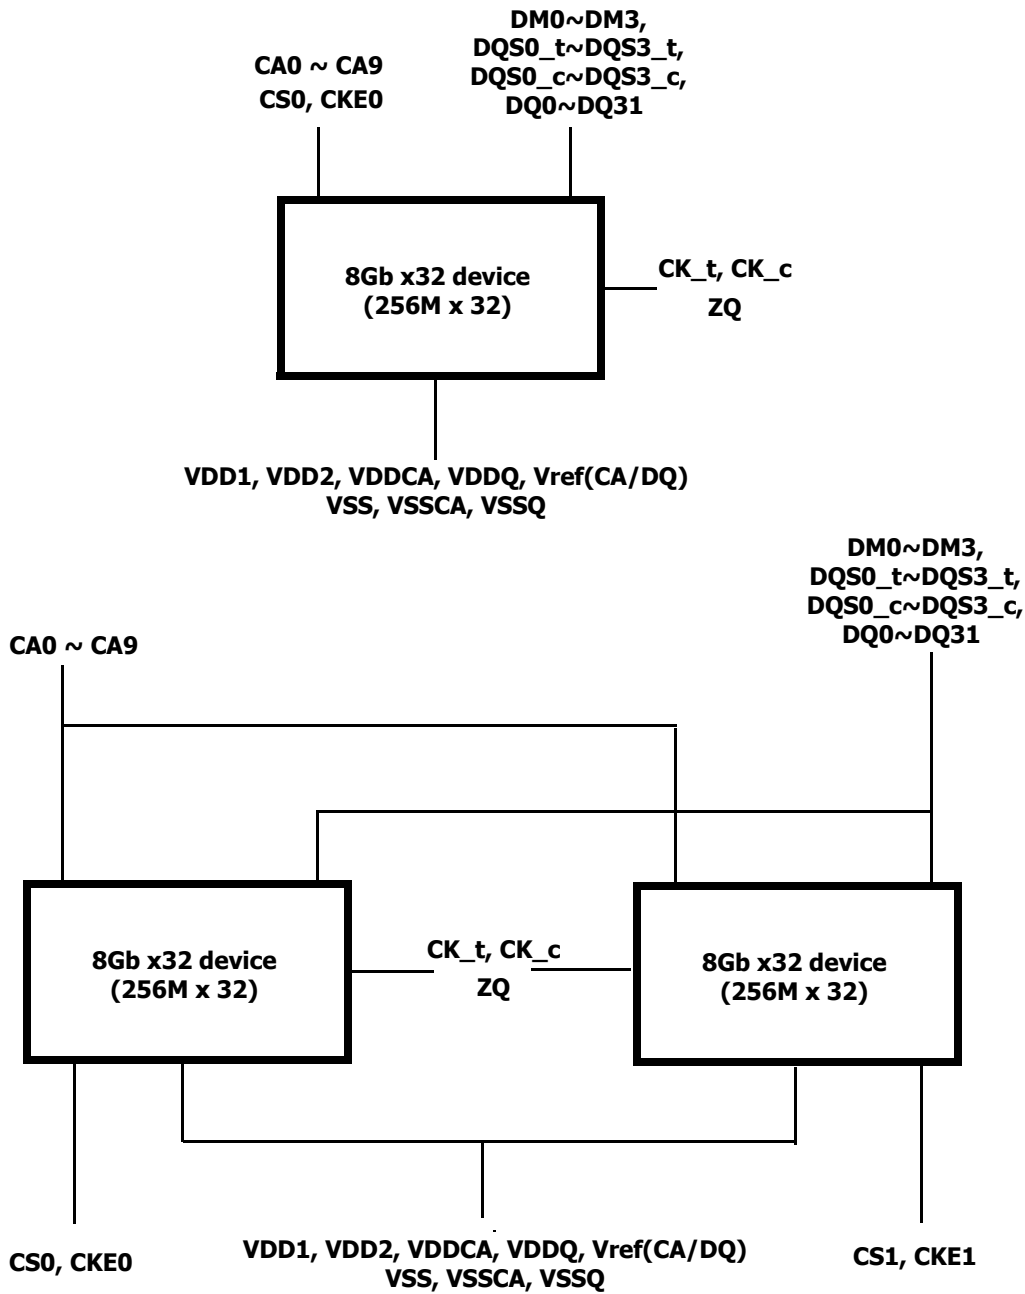 DM0~DM3,
DQS0_t~DQS3_t,
CA0 ~ CA9
DQS0_c~DQS3_c,
CS0, CKE0
DQ0~DQ31
8Gb x32 device
(256M x 32)
CK_t, CK_c
ZQ
VDD1, VDD2, VDDCA, VDDQ, Vref(CA/DQ)
VSS, VSSCA, VSSQ
DM0~DM3,
DQS0_t~DQS3_t,
DQS0_c~DQS3_c,
DQ0~DQ31
CA0 ~ CA9
8Gb x32 device
(256M x 32)
CK_t, CK_c
ZQ
8Gb x32 device
(256M x 32)
CS0, CKE0
VDD1, VDD2, VDDCA, VDDQ, Vref(CA/DQ)
VSS, VSSCA, VSSQ
CS1, CKE1